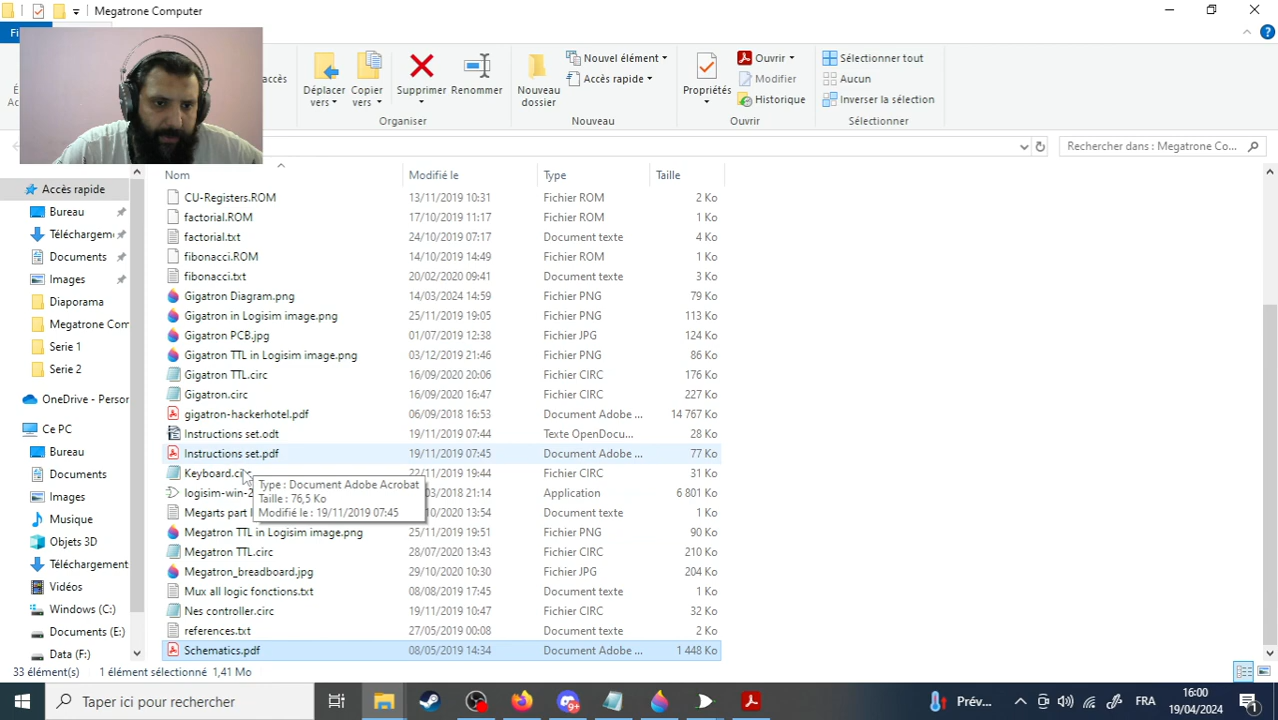 Megatrone Computer
Fi
accès
Déplacer vers
Copier vers
Supprimer
Renommer
Organiser
Nouveau dossier
Nouvel élément
Accès rapide
Nouveau
Propriétés
Ouvrir
Modifier
Historique
Ouvrir
Sélectionner tout
Aucun
Inverser la sélection
Sélectionner
Rechercher dans : Megatrone Co...
Nom Modifié le Type Taille
CU-Registers.ROM 13/11/2019 10:31 Fichier ROM 2 Ko
factorial.ROM 17/10/2019 11:17 Fichier ROM 1 Ko
factorial.txt 24/10/2019 07:17 Document texte 4 Ko
fibonacci.ROM 14/10/2019 14:49 Fichier ROM 1 Ko
fibonacci.txt 20/02/2020 09:41 Document texte 3 Ko
Gigatron Diagram.png 14/03/2024 14:59 Fichier PNG 79 Ko
Gigatron in Logisim image.png 25/11/2019 19:05 Fichier PNG 113 Ko
Gigatron PCB.jpg 01/07/2019 12:38 Fichier JPG 124 Ko
Gigatron TTL in Logisim image.png 03/12/2019 21:46 Fichier PNG 86 Ko
Gigatron TTL.circ 16/09/2020 20:06 Fichier CIRC 176 Ko
Gigatron.circ 16/09/2020 16:47 Fichier CIRC 227 Ko
gigatron-hackerhotel.pdf 06/09/2018 16:53 Document Adobe ... 14 767 Ko
Instructions set.odt 19/11/2019 07:44 Texte OpenDocu... 28 Ko
Instructions set.pdf 19/11/2019 07:45 Document Adobe ... 77 Ko
Keyboard.circ 22/11/2019 19:44 Fichier CIRC 31 Ko
logisim-win-2 03/2018 21:14 Application 6 801 Ko
Megarts part 10/2020 13:54 Document texte 1 Ko
Megatron TTL in Logisim image.png 25/11/2019 19:51 Fichier PNG 90 Ko
Megatron TTL.circ 28/07/2020 13:43 Fichier CIRC 210 Ko
Megatron_breadboard.jpg 29/10/2020 10:30 Fichier JPG 204 Ko
Mux all logic fonctions.txt 08/08/2019 17:45 Document texte 1 Ko
Nes controller.circ 19/11/2019 10:47 Fichier CIRC 32 Ko
references.txt 27/05/2019 00:08 Document texte 2 Ko
Schematics.pdf 08/05/2019 14:34 Document Adobe ... 1 448 Ko
Type : Document Adobe Acrobat
Taille : 76,5 Ko
Modifié le : 19/11/2019 07:45
Accès rapide
Bureau
Téléchargem
Documents
Images
Diaporama
Megatrone Com
Serie 1
Serie 2
OneDrive - Person
Ce PC
Bureau
Documents
Images
Musique
Objets 3D
Téléchargement
Vidéos
Windows (C:)
Documents (E:)
Data (F:)
33 élément(s) 1 élément sélectionné 1,41 Mo
Taper ici pour rechercher
Prév...
FRA
16:00
19/04/2024